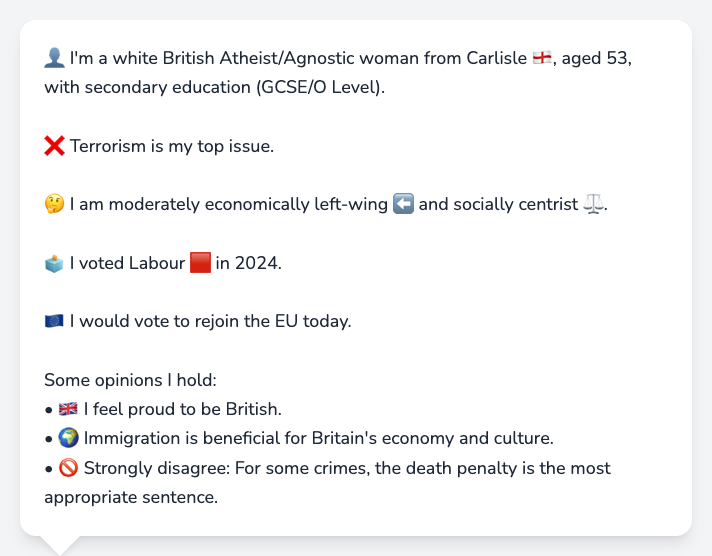 👤 I'm a white British Atheist/Agnostic woman from Carlisle 🏴󠁧󠁢󠁥󠁮󠁧󠁿, aged 53,
with secondary education (GCSE/O Level).
❌ Terrorism is my top issue.
🤔 I am moderately economically left-wing ⬅️ and socially centrist ⚖️.
🗳️ I voted Labour 🟥 in 2024.
🇪🇺 I would vote to rejoin the EU today.
Some opinions I hold:
• 🇬🇧 I feel proud to be British.
• 🌍 Immigration is beneficial for Britain's economy and culture.
• 🚫 Strongly disagree: For some crimes, the death penalty is the most
appropriate sentence.